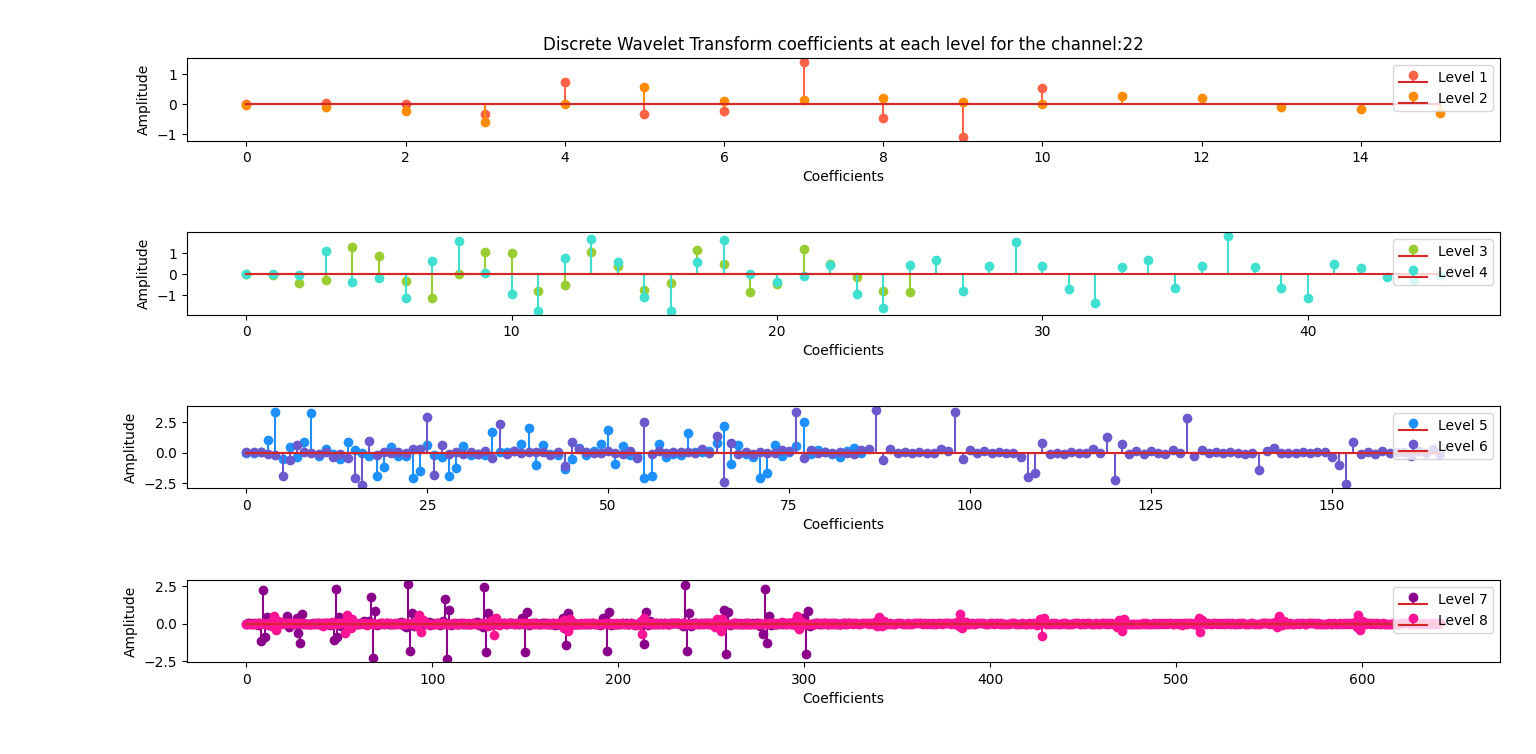 Discrete Wavelet Transform coefficients at each level for the channel:22
Amplitude
1
0
−1
Level 1
Level 2
0 2 4 6 8 10 12 14
Coefficients
Amplitude
1
0
−1
Level 3
Level 4
0 10 20 30 40
Coefficients
Amplitude
2.5
0.0
−2.5
Level 5
Level 6
0 25 50 75 100 125 150
Coefficients
Amplitude
2.5
0.0
−2.5
Level 7
Level 8
0 100 200 300 400 500 600
Coefficients